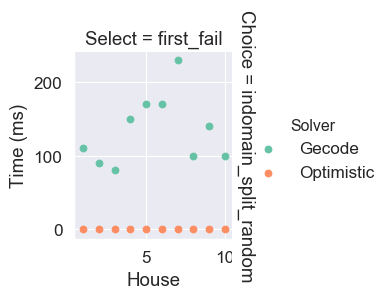 Select = first_fail
Choice = indomain_split_random
Time (ms)
200
100
0
5
10
House
Solver
Gecode
Optimistic